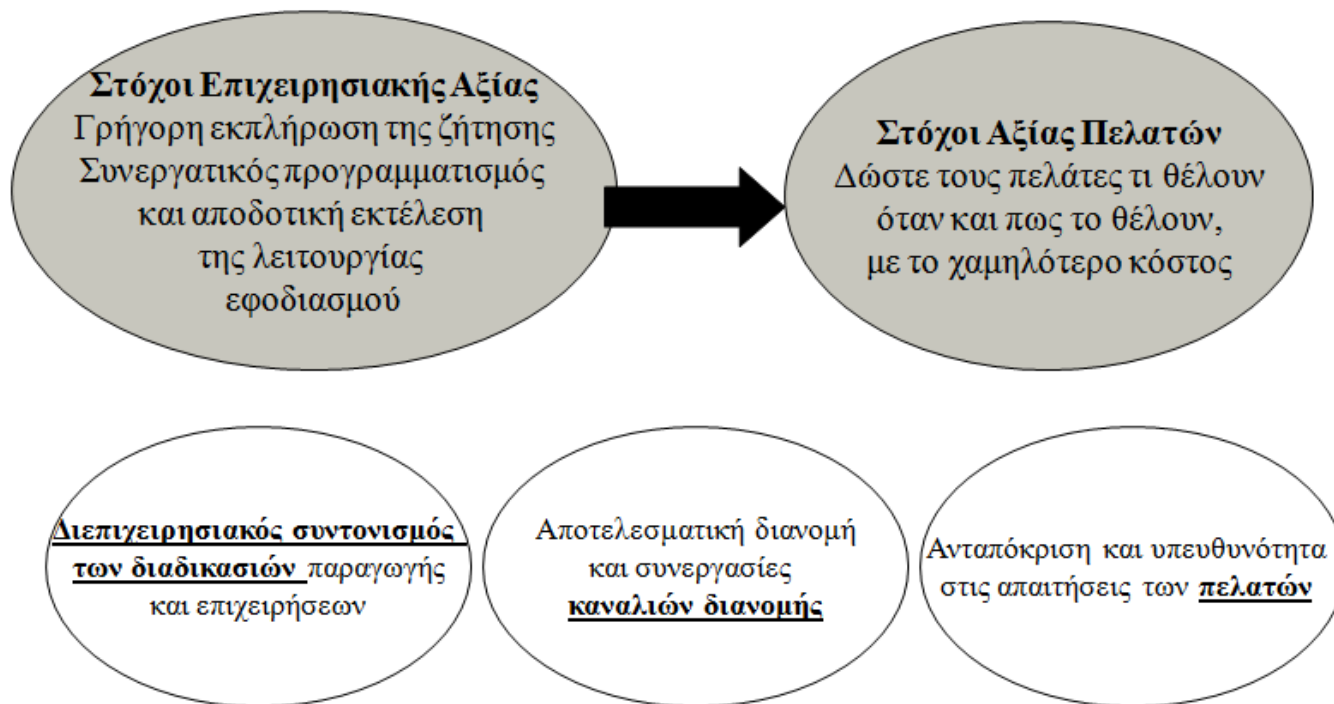 Στόχοι Επιχειρησιακής Αξίας
Γρήγορη εκπλήρωση της ζήτησης
Συνεργατικός προγραμματισμός
και αποδοτική εκτέλεση
της λειτουργίας
εφοδιασμού
Στόχοι Αξίας Πελατών
Δώστε τους πελάτες τι θέλουν
όταν και πως το θέλουν,
με το χαμηλότερο κόστος
Διεπιχειρησιακός συντονισμός
των διαδικασιών παραγωγής
και επιχειρήσεων
Αποτελεσματική διανομή
και συνεργασίες
καναλιών διανομής
Ανταπόκριση και υπευθυνότητα
στις απαιτήσεις των πελατών